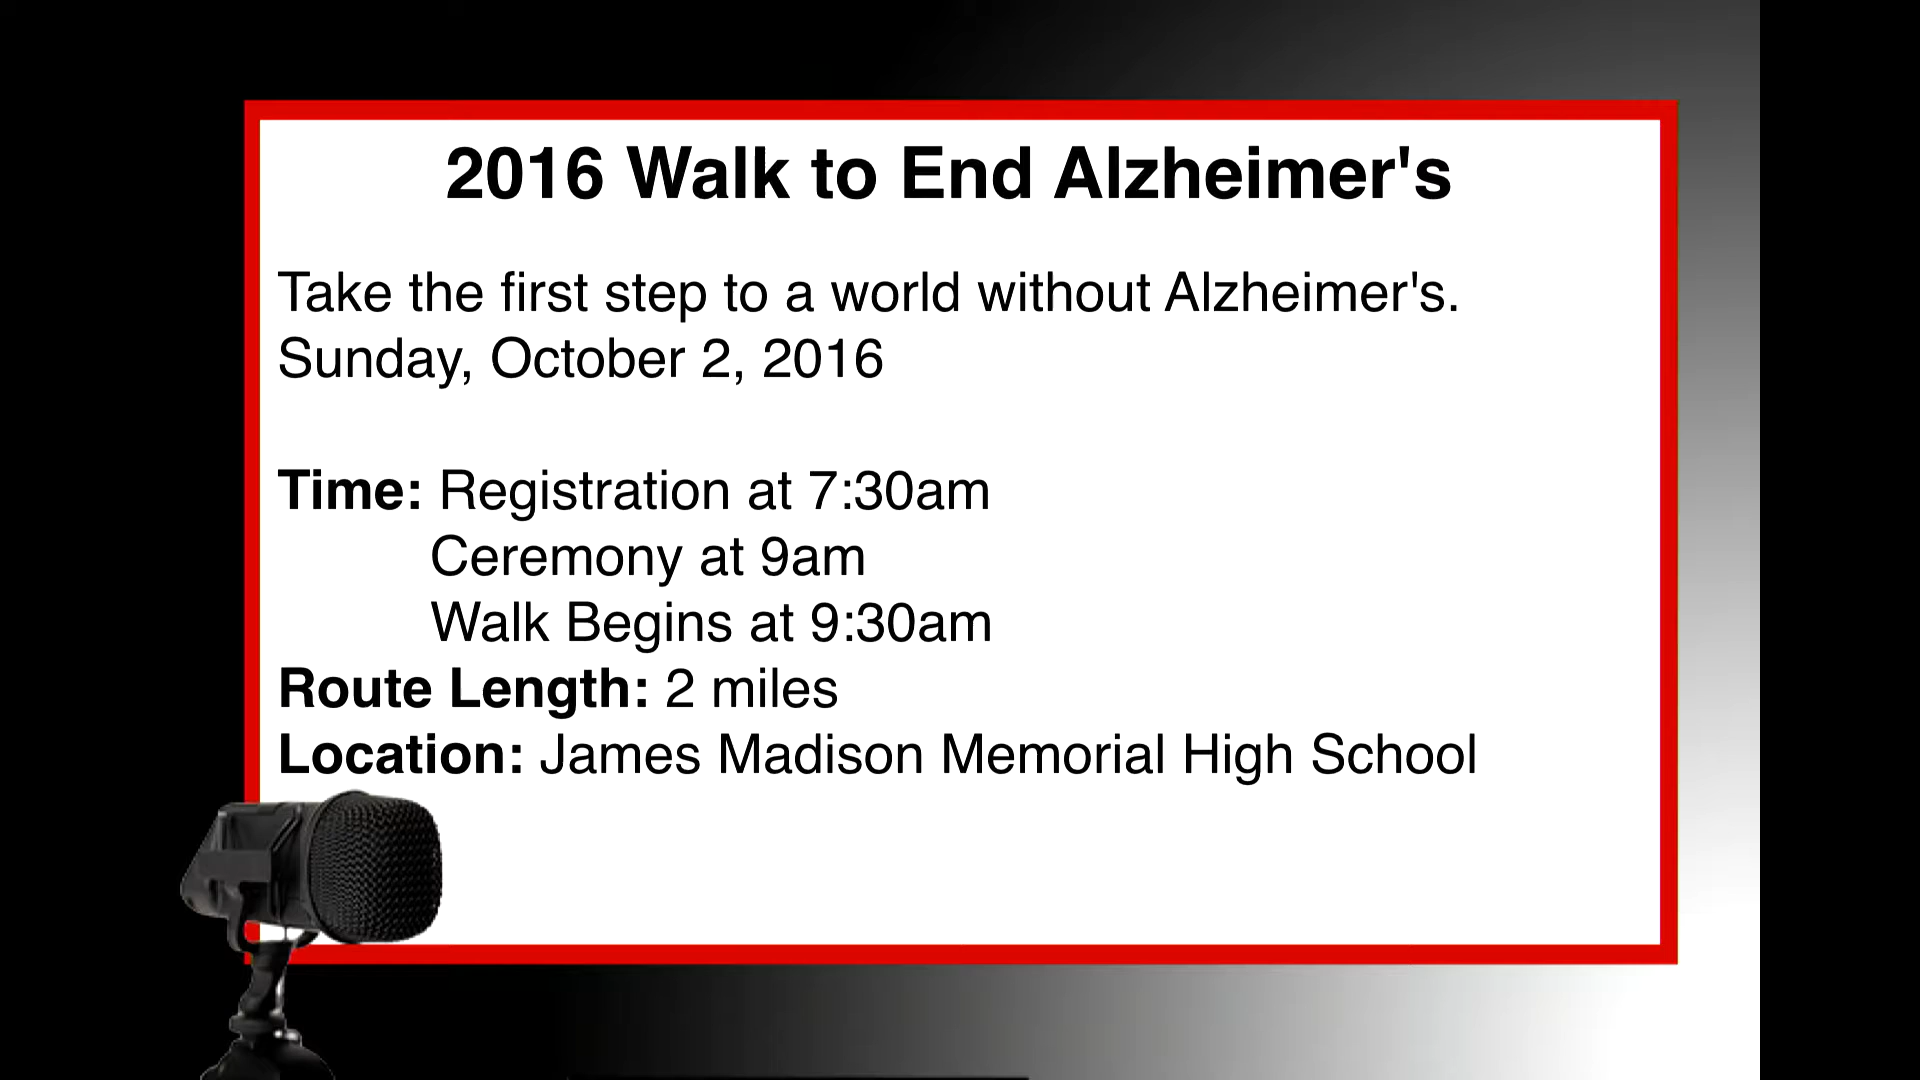 2016 Walk to End Alzheimer's
Take the first step to a world without Alzheimer's.
Sunday, October 2, 2016
Time: Registration at 7:30am
Ceremony at 9am
Walk Begins at 9:30am
Route Length: 2 miles
Location: James Madison Memorial High School